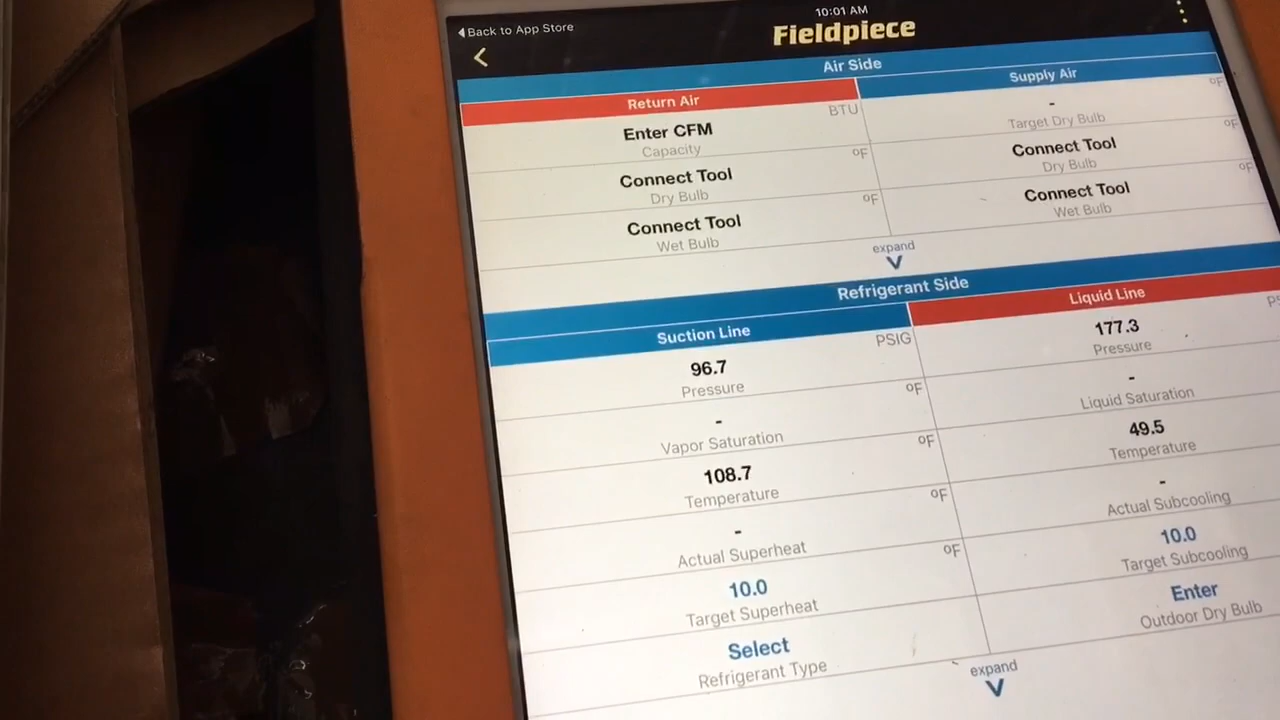 Back to App Store
10:01 AM
Fieldpiece
Air Side
Return Air
Supply Air
BTU
Enter CFM
Capacity
°F
-
Target Dry Bulb
°F
Connect Tool
Dry Bulb
°F
Connect Tool
Dry Bulb
°F
Connect Tool
Wet Bulb
°F
Connect Tool
Wet Bulb
expand
Refrigerant Side
Suction Line
Liquid Line
PSIG
96.7
Pressure
177.3
Pressure
°F
-
Vapor Saturation
-
Liquid Saturation
°F
108.7
Temperature
49.5
Temperature
°F
-
Actual Superheat
-
Actual Subcooling
°F
10.0
Target Superheat
10.0
Target Subcooling
Select
Refrigerant Type
Enter
Outdoor Dry Bulb
expand